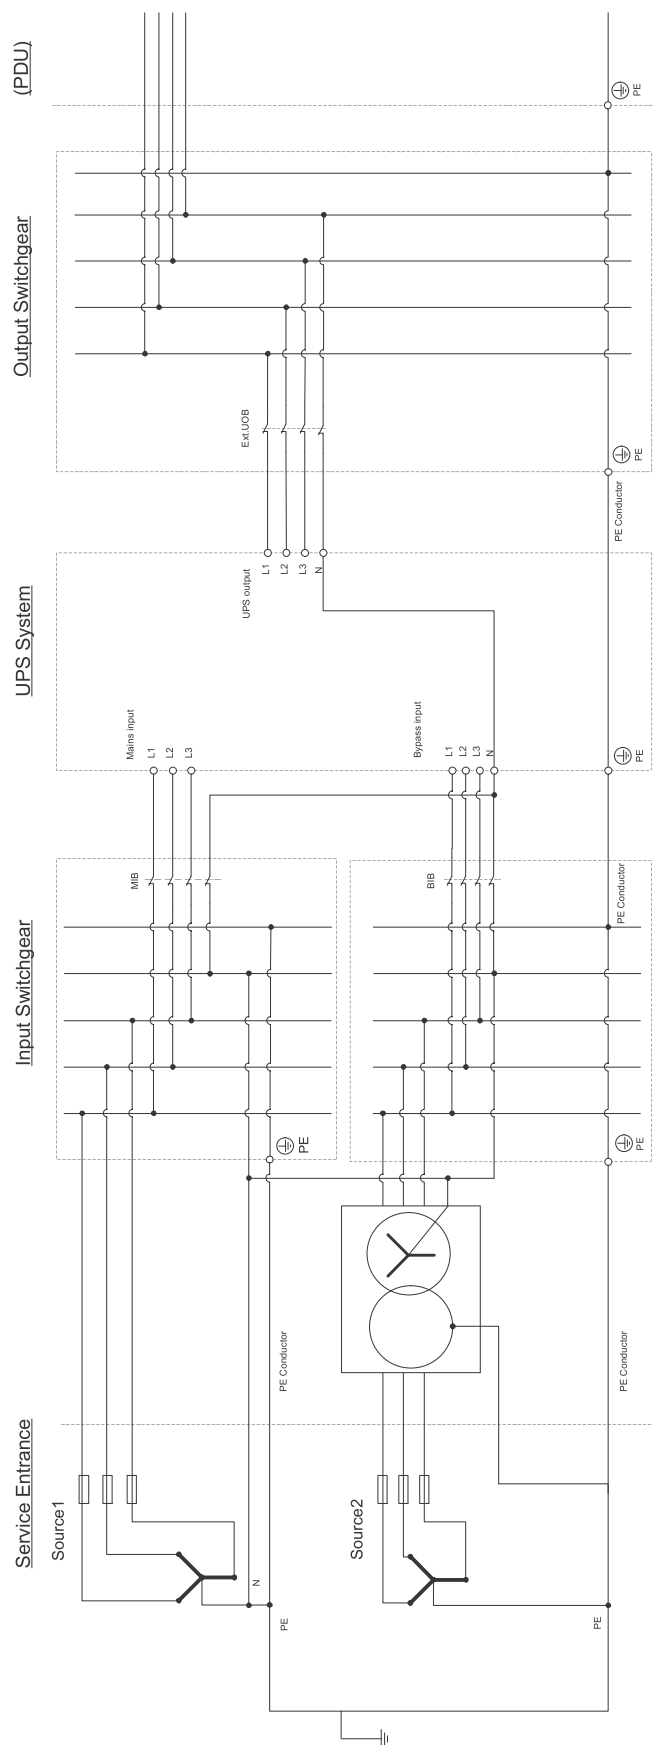 (PDU)
PE
Output Switchgear
Ext.UOB
PE
PE Conductor
UPS System
UPS output
L1
L2
L3
N
Mains input
L1
L2
L3
Bypass input
L1
L2
L3
N
PE
Input Switchgear
MIB
BIB
PE Conductor
PE
PE
PE Conductor
PE Conductor
Service Entrance
Source1
Source2
N
PE
PE